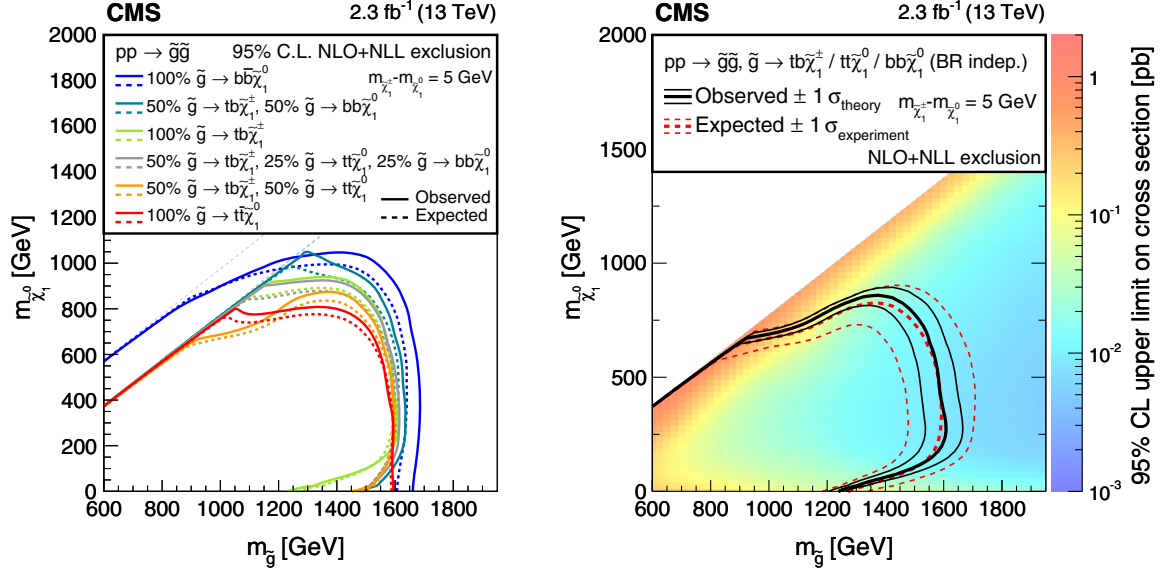 CMS 2.3 fb⁻¹ (13 TeV)
pp → g̃g̃ 95% C.L. NLO+NLL exclusion
100% g̃ → bb̄χ̃⁰₁ m_χ̃±₁-m_χ̃⁰₁ = 5 GeV
50% g̃ → tbχ̃±₁, 50% g̃ → bbχ̃⁰₁
100% g̃ → tbχ̃±₁
50% g̃ → tbχ̃±₁, 25% g̃ → tt̄χ̃⁰₁, 25% g̃ → bbχ̃⁰₁
50% g̃ → tbχ̃±₁, 50% g̃ → tt̄χ̃⁰₁
100% g̃ → tt̄χ̃⁰₁
Observed
Expected
2000
1800
1600
1400
1200
1000
800
600
400
200
0
m_χ̃⁰₁ [GeV]
600 800 1000 1200 1400 1600 1800
m_g̃ [GeV]
CMS 2.3 fb⁻¹ (13 TeV)
pp → g̃g̃, g̃ → tbχ̃±₁ / ttχ̃⁰₁ / bbχ̃⁰₁ (BR indep.)
Observed ± 1 σ_theory m_χ̃±₁-m_χ̃⁰₁ = 5 GeV
Expected ± 1 σ_experiment
NLO+NLL exclusion
2000
1500
1000
500
0
m_χ̃⁰₁ [GeV]
600 800 1000 1200 1400 1600 1800
m_g̃ [GeV]
1
10⁻¹
10⁻²
10⁻³
95% CL upper limit on cross section [pb]